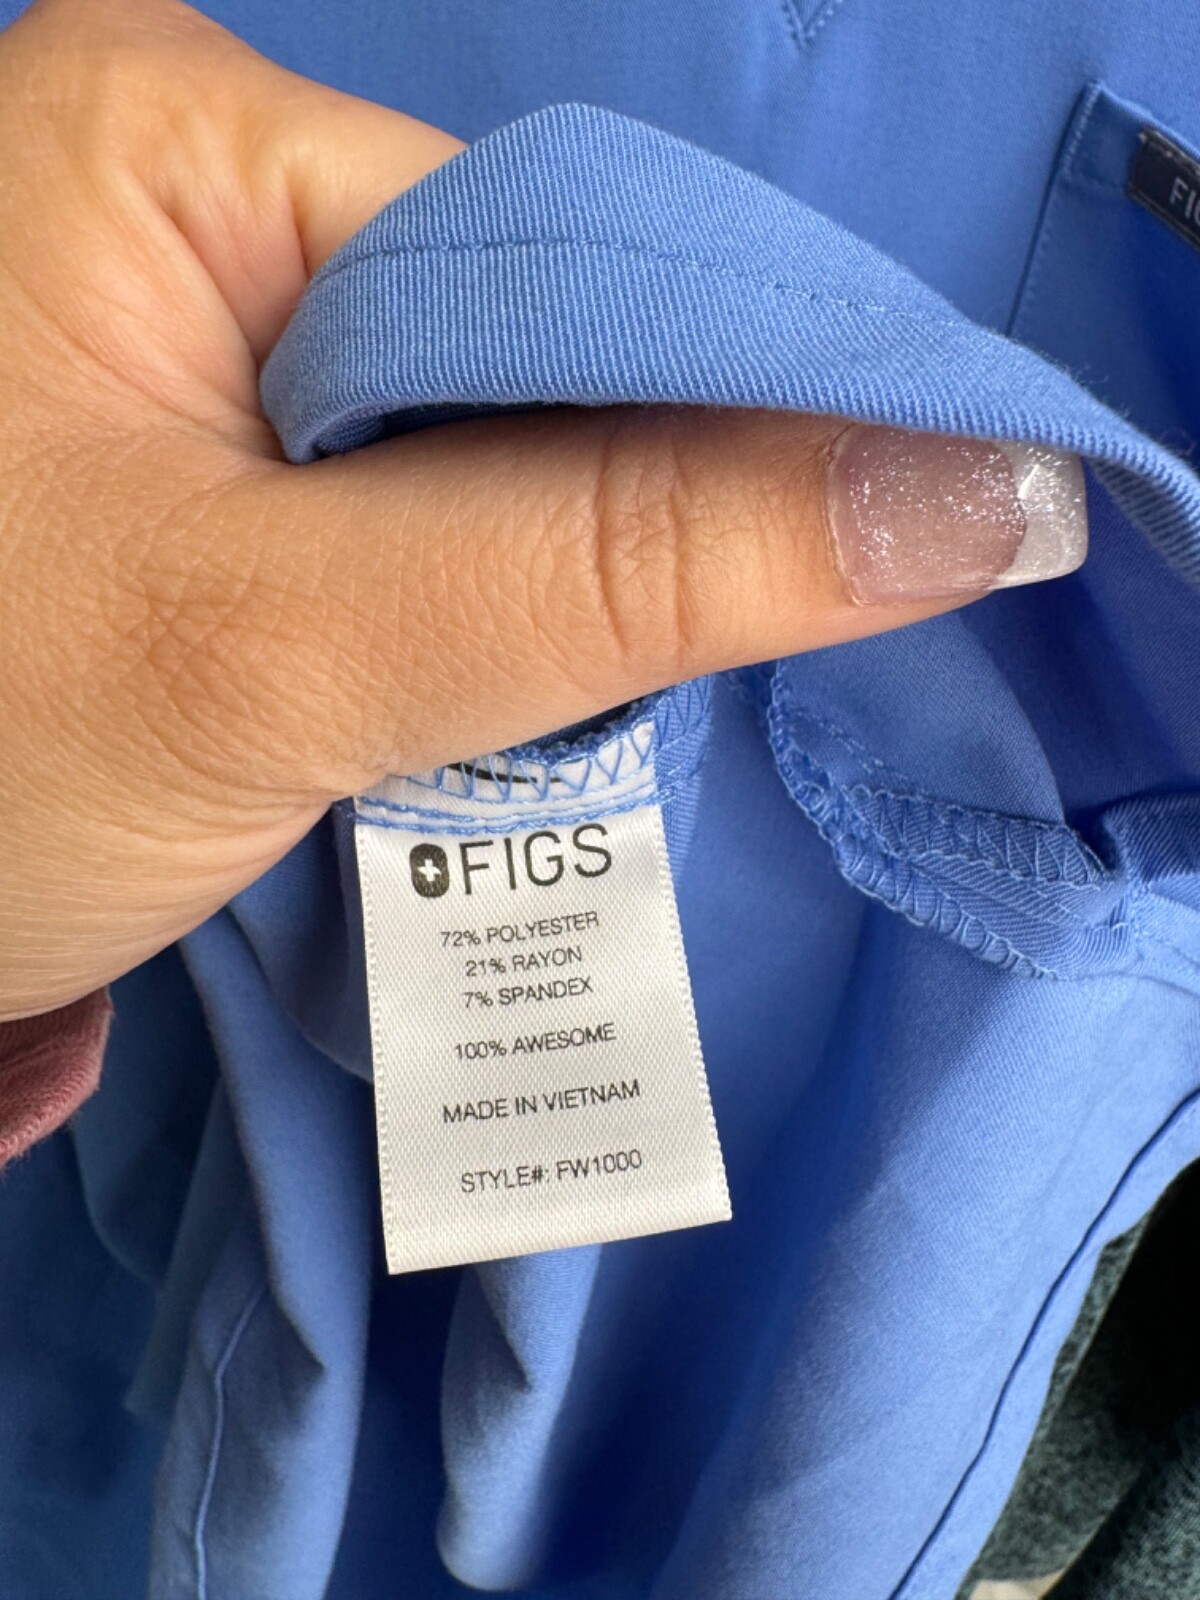 FIGS
72% POLYESTER
21% RAYON
7% SPANDEX
100% AWESOME
MADE IN VIETNAM
STYLE#: FW1000